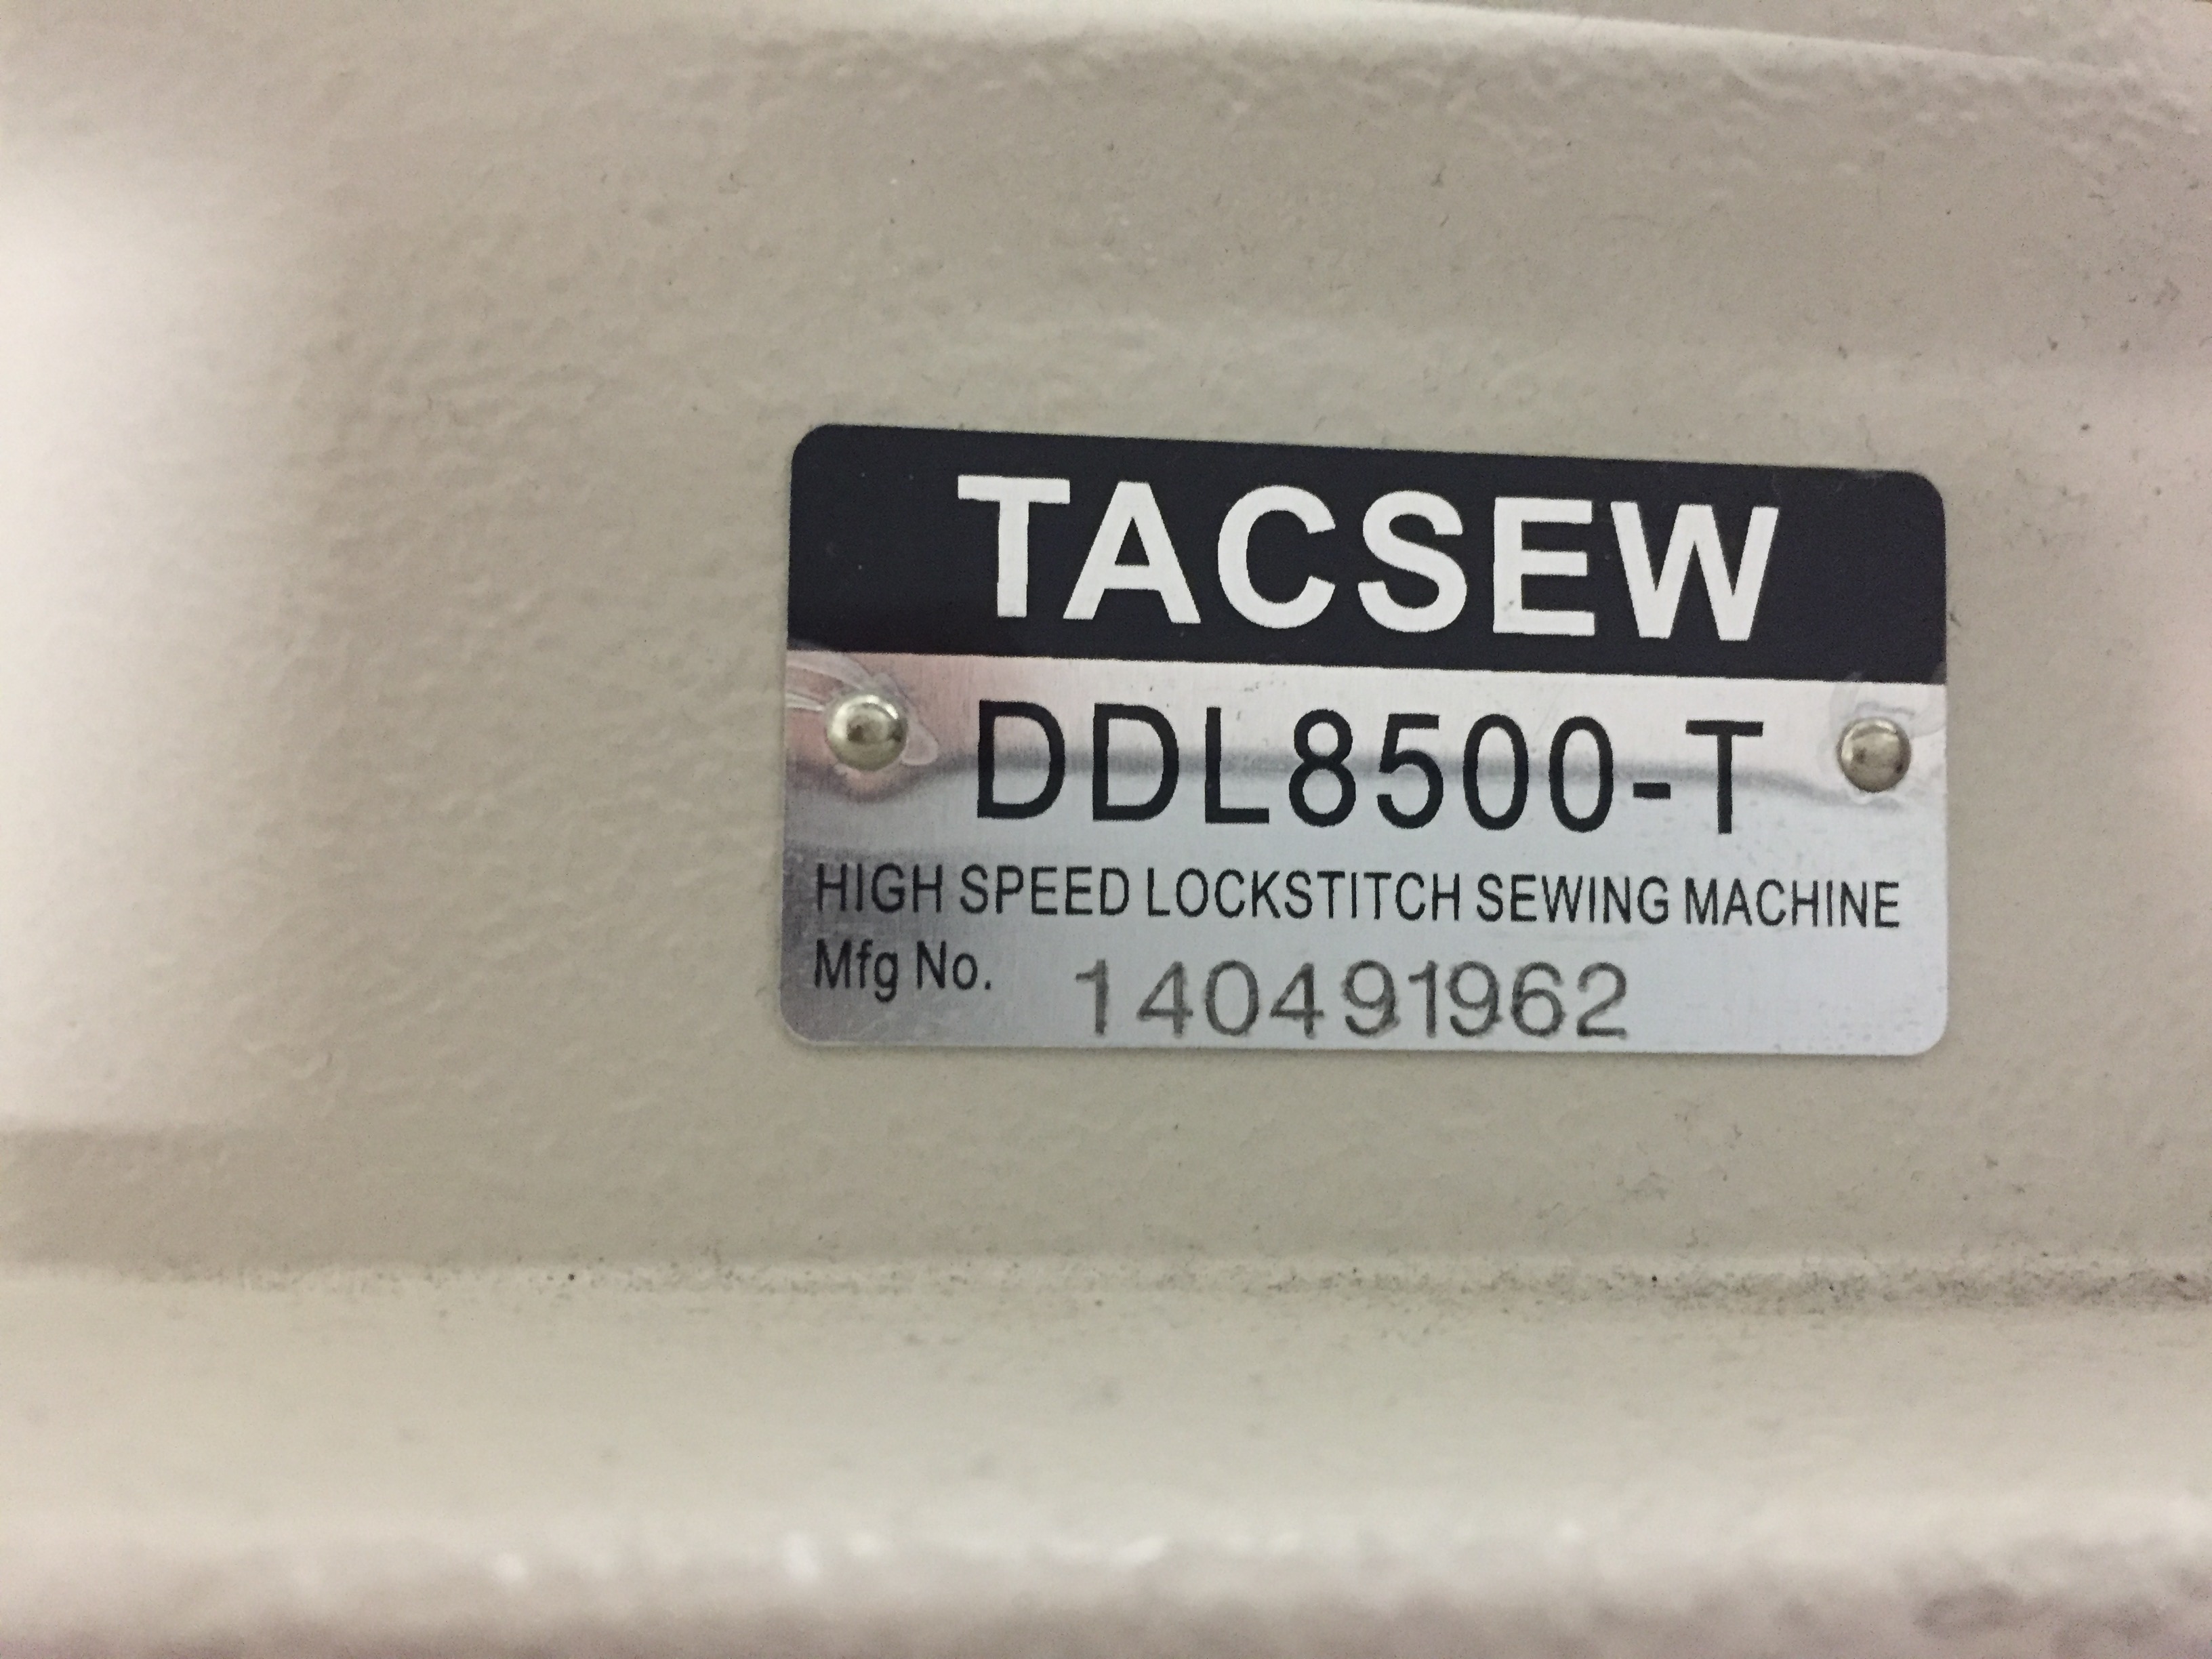 TACSEW
DDL8500-T
HIGH SPEED LOCKSTITCH SEWING MACHINE
Mfg No. 140491962